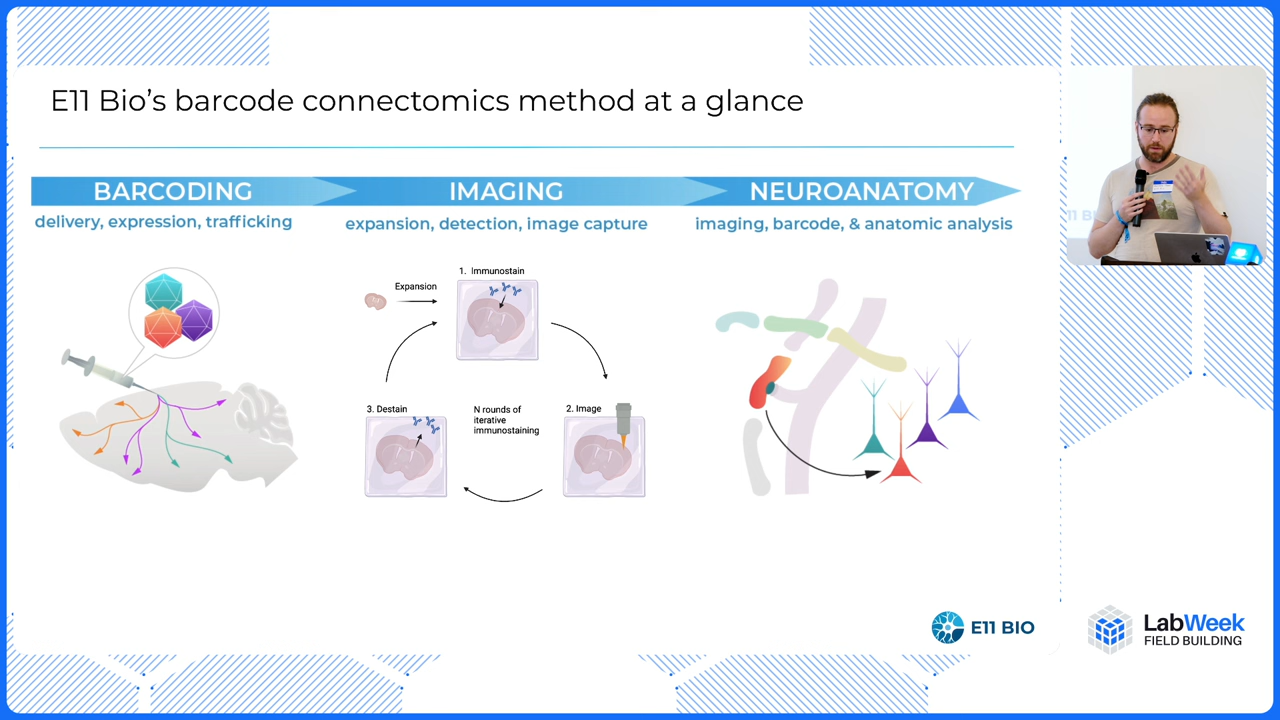 E11 Bio's barcode connectomics method at a glance
BARCODING
delivery, expression, trafficking
IMAGING
expansion, detection, image capture
NEUROANATOMY
imaging, barcode, & anatomic analysis
Expansion
1. Immunostain
2. Image
3. Destain
N rounds of
iterative
immunostaining
E11 BIO
LabWeek
FIELD BUILDING